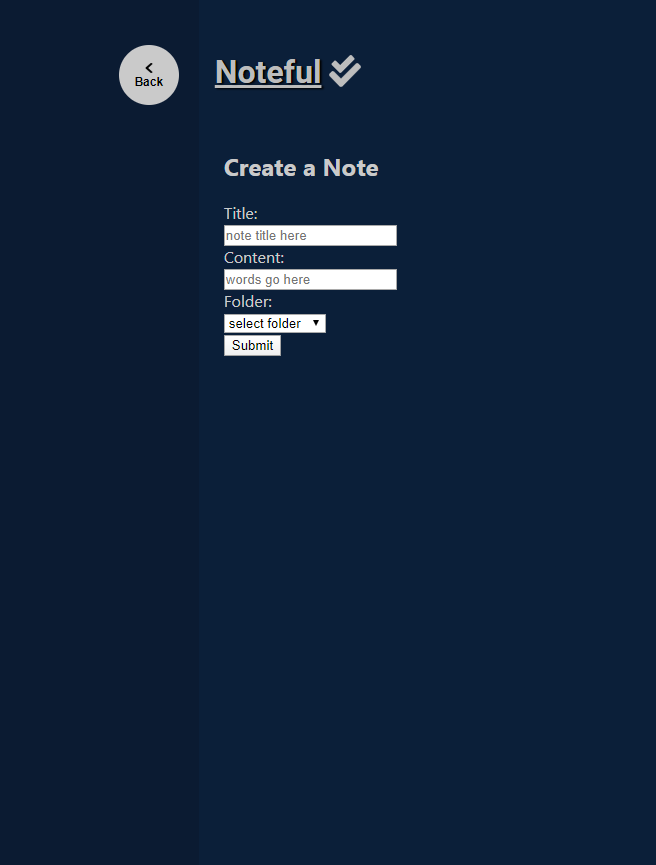 Back
Noteful
Create a Note
Title:
note title here
Content:
words go here
Folder:
select folder
Submit